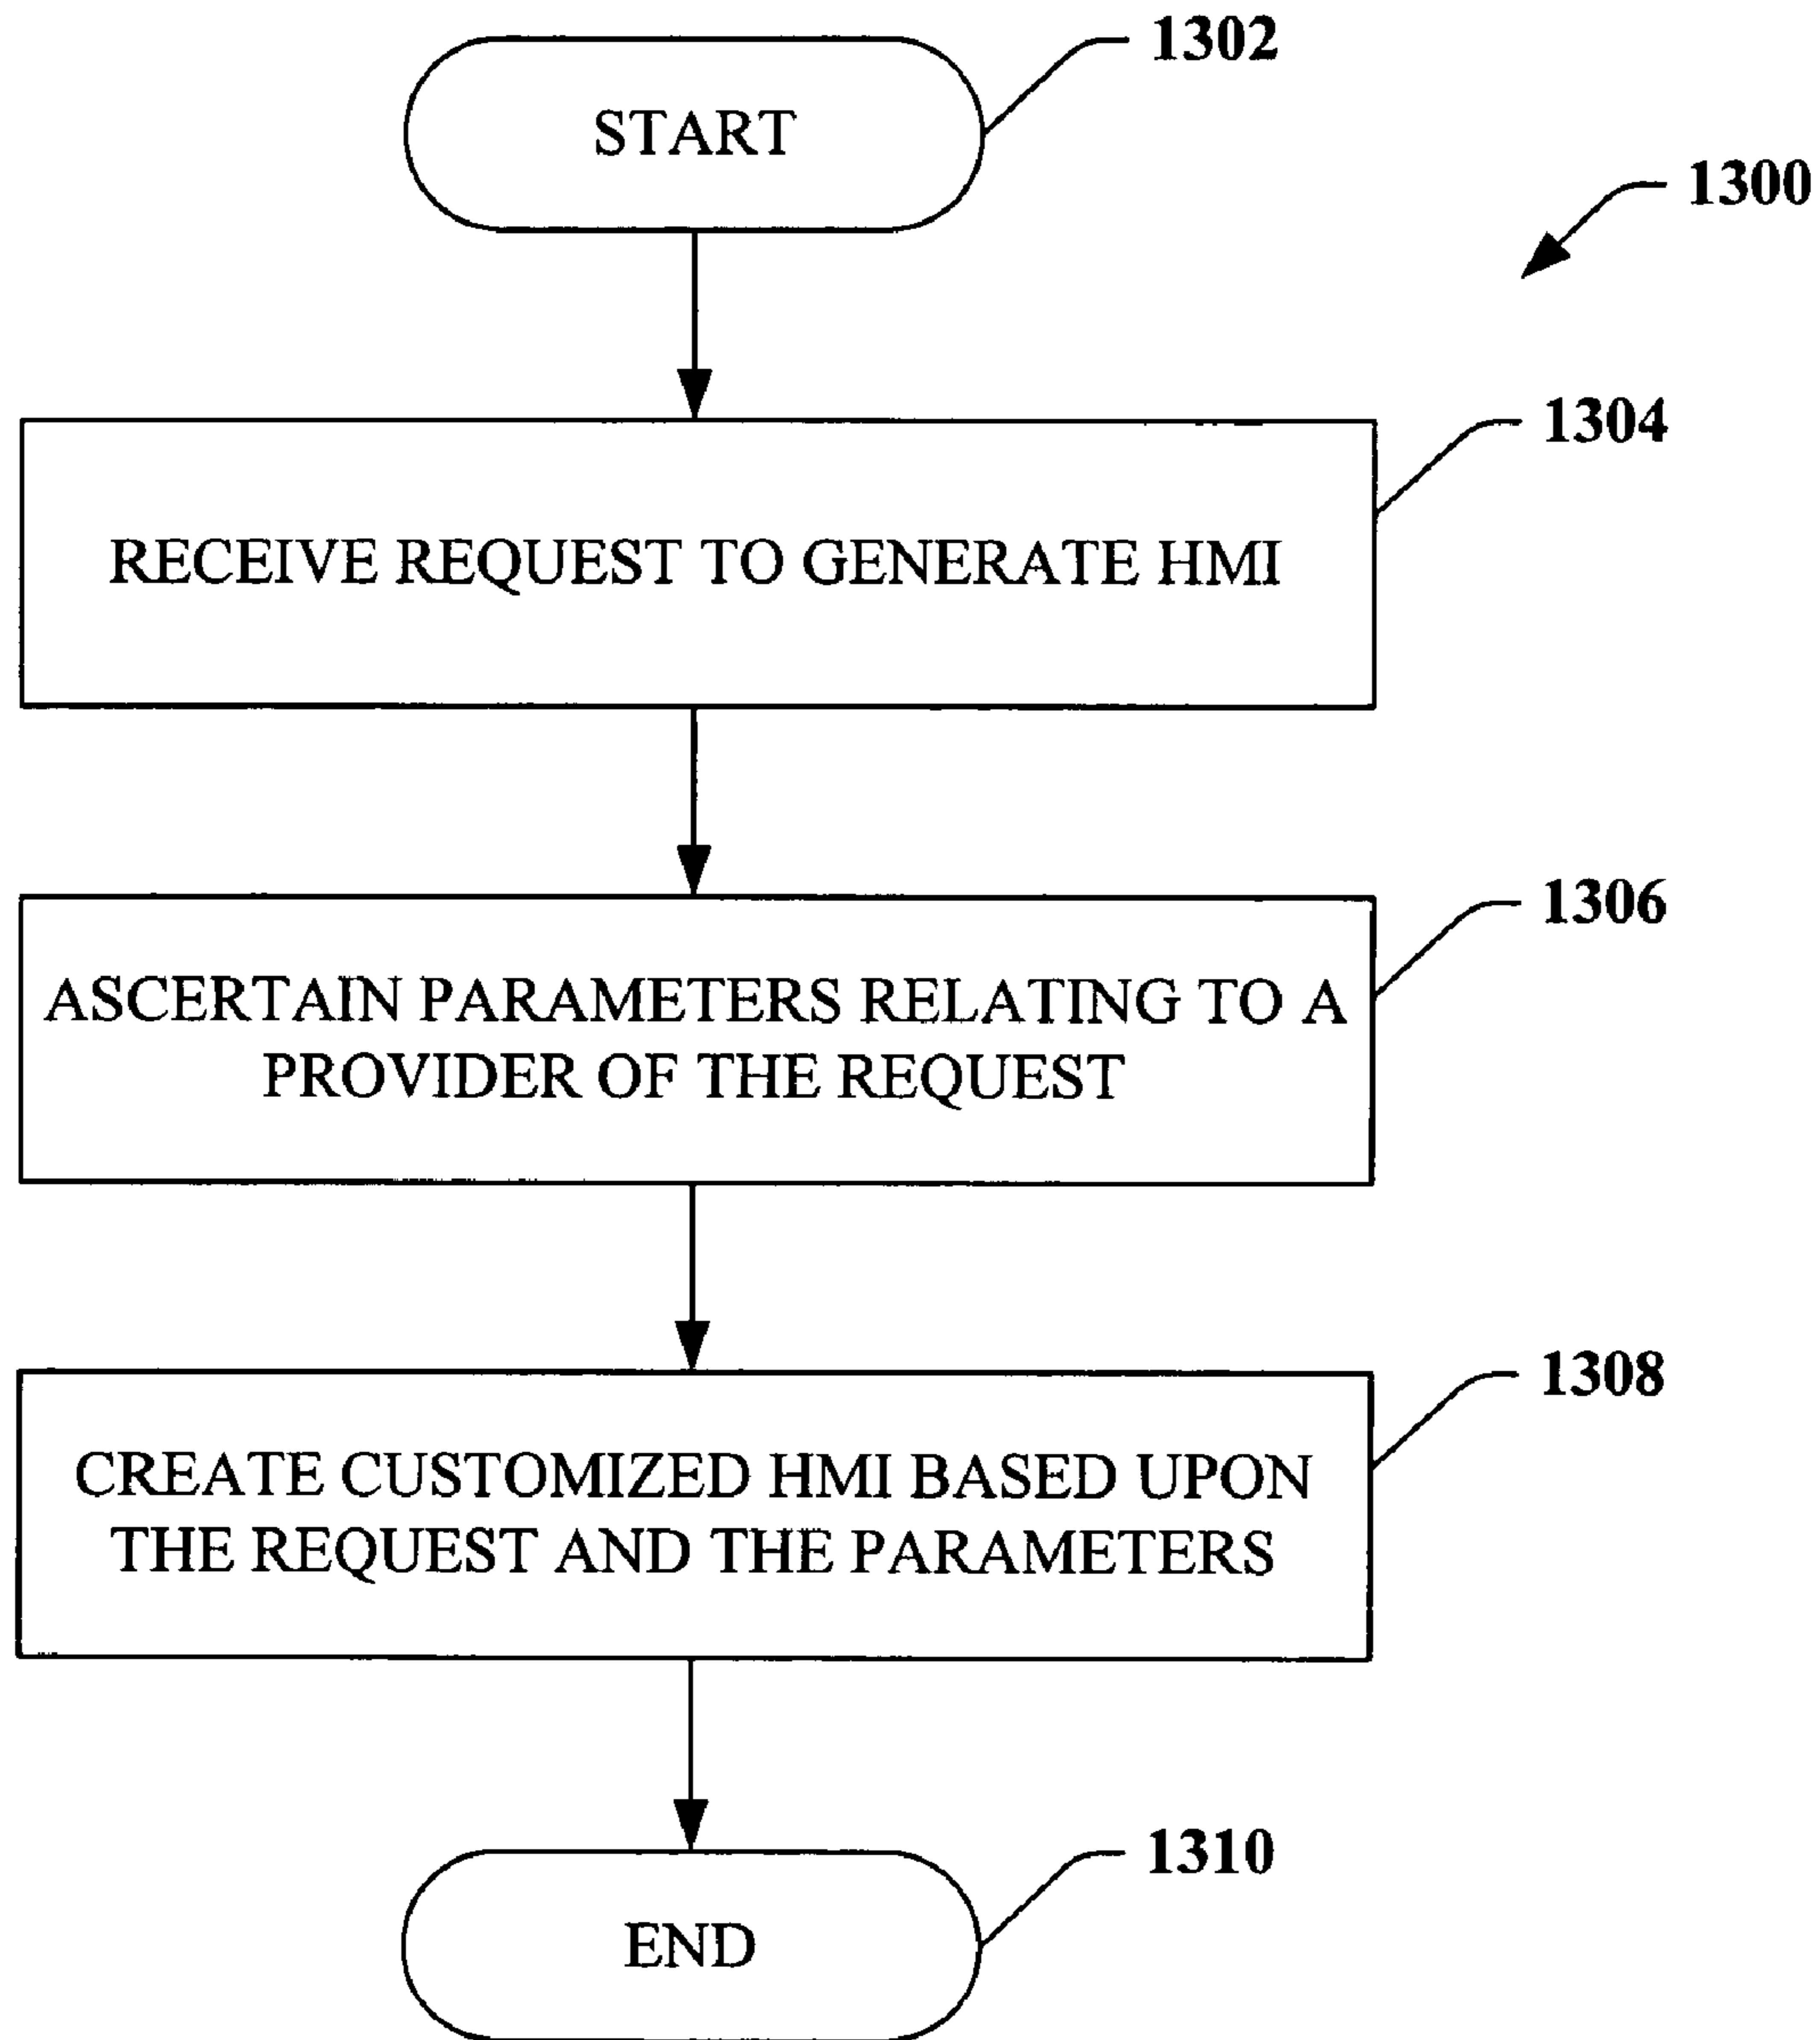 1302
START
1300
1304
RECEIVE REQUEST TO GENERATE HMI
1306
ASCERTAIN PARAMETERS RELATING TO A
PROVIDER OF THE REQUEST
1308
CREATE CUSTOMIZED HMI BASED UPON
THE REQUEST AND THE PARAMETERS
1310
END